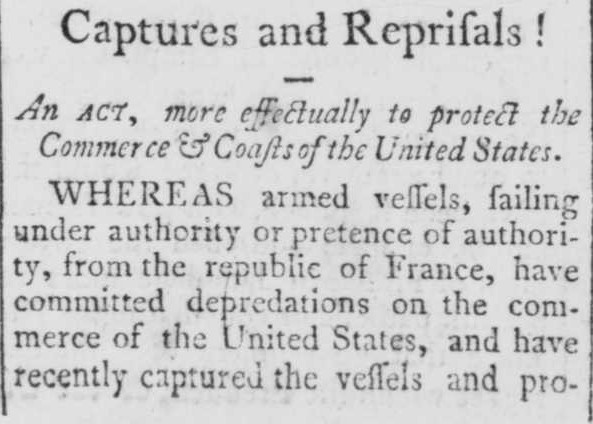 Captures and Repriſals!
An ACT, more effectually to protect the
Commerce & Coaſts of the United States.
WHEREAS armed veſſels, ſailing
under authority or pretence of authori-
ty, from the republic of France, have
committed depredations on the com-
merce of the United States, and have
recently captured the veſſels and pro-